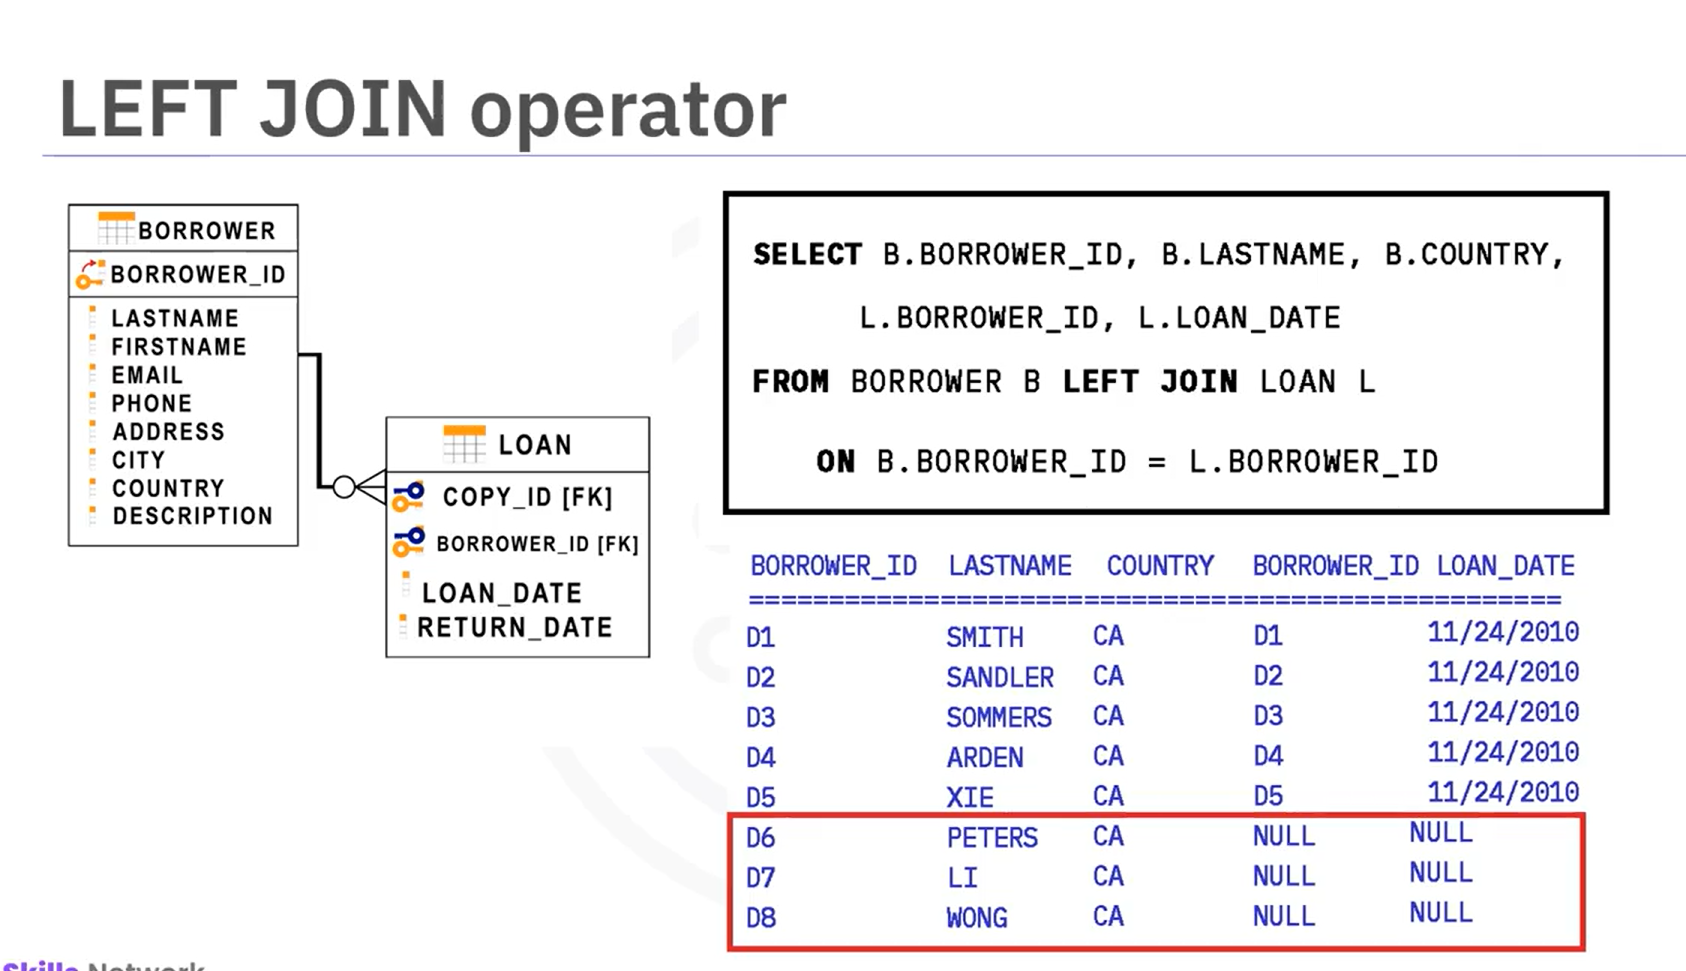 LEFT JOIN operator
BORROWER
BORROWER_ID
LASTNAME
FIRSTNAME
EMAIL
PHONE
ADDRESS
CITY
COUNTRY
DESCRIPTION
LOAN
COPY_ID [FK]
BORROWER_ID [FK]
LOAN_DATE
RETURN_DATE
SELECT B.BORROWER_ID, B.LASTNAME, B.COUNTRY,
L.BORROWER_ID, L.LOAN_DATE
FROM BORROWER B LEFT JOIN LOAN L
ON B.BORROWER_ID = L.BORROWER_ID
BORROWER_ID LASTNAME COUNTRY BORROWER_ID LOAN_DATE
===================================================
D1 SMITH CA D1 11/24/2010
D2 SANDLER CA D2 11/24/2010
D3 SOMMERS CA D3 11/24/2010
D4 ARDEN CA D4 11/24/2010
D5 XIE CA D5 11/24/2010
D6 PETERS CA NULL NULL
D7 LI CA NULL NULL
D8 WONG CA NULL NULL
Skills Network